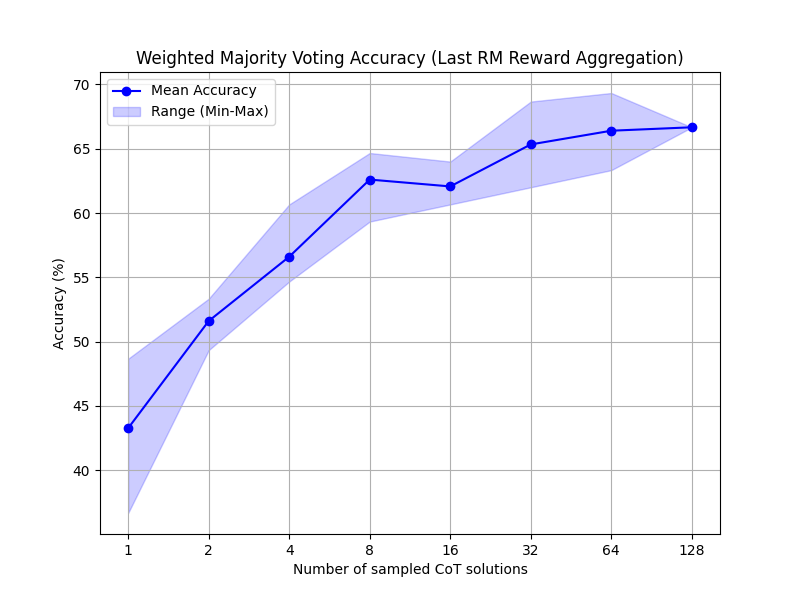 Weighted Majority Voting Accuracy (Last RM Reward Aggregation)
Mean Accuracy
Range (Min-Max)
Accuracy (%)
70
65
60
55
50
45
40
1 2 4 8 16 32 64 128
Number of sampled CoT solutions